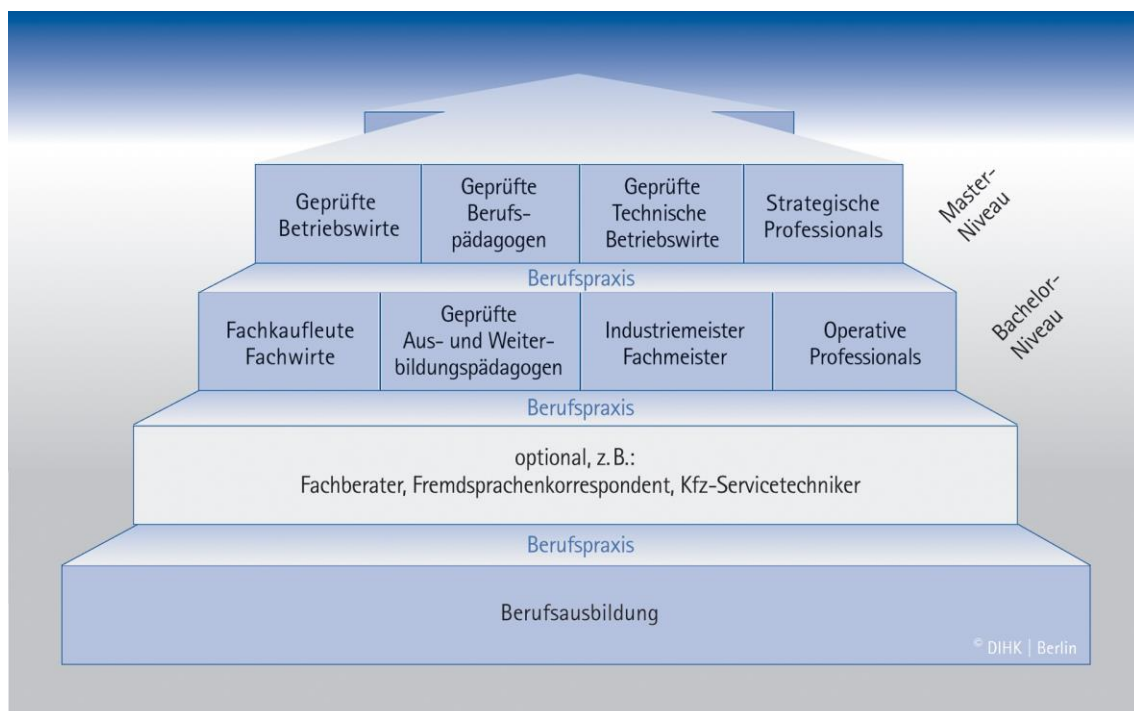 Geprüfte
Betriebswirte
Geprüfte
Berufs-
pädagogen
Geprüfte
Technische
Betriebswirte
Strategische
Professionals
Master-
Niveau
Berufspraxis
Fachkaufleute
Fachwirte
Geprüfte
Aus- und Weiter-
bildungspädagogen
Industriemeister
Fachmeister
Operative
Professionals
Bachelor-
Niveau
Berufspraxis
optional, z. B.:
Fachberater, Fremdsprachenkorrespondent, Kfz-Servicetechniker
Berufspraxis
Berufsausbildung
© DIHK | Berlin